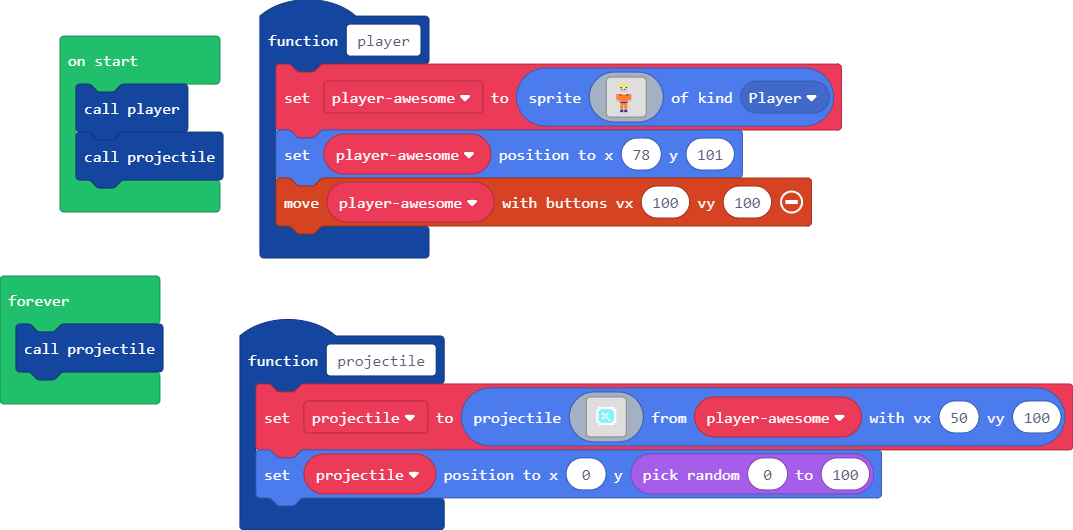 on start
call player
call projectile
function player
set player-awesome to sprite of kind Player
set player-awesome position to x 78 y 101
move player-awesome with buttons vx 100 vy 100
forever
call projectile
function projectile
set projectile to projectile from player-awesome with vx 50 vy 100
set projectile position to x 0 y pick random 0 to 100